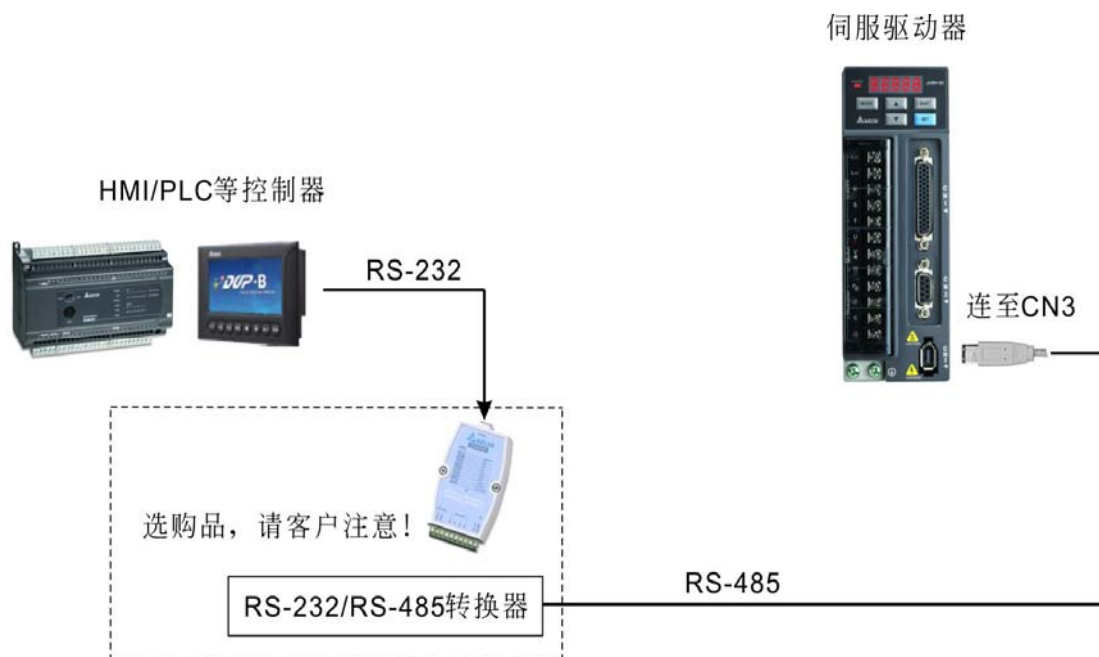 伺服驱动器
HMI/PLC等控制器
RS-232
连至CN3
选购品，请客户注意！
RS-485
RS-232/RS-485转换器